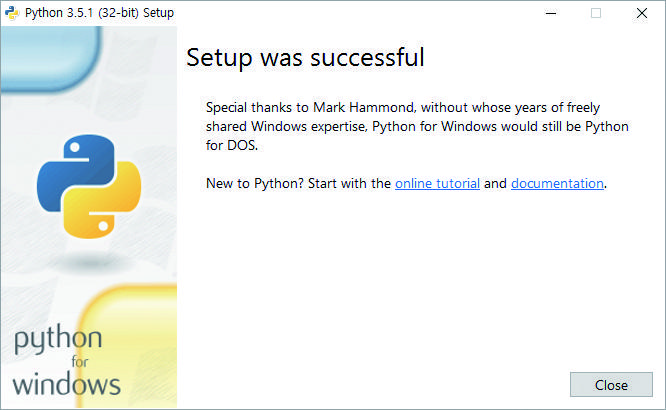 Python 3.5.1 (32-bit) Setup
Setup was successful
Special thanks to Mark Hammond, without whose years of freely
shared Windows expertise, Python for Windows would still be Python
for DOS.
New to Python? Start with the online tutorial and documentation.
python
for
windows
Close